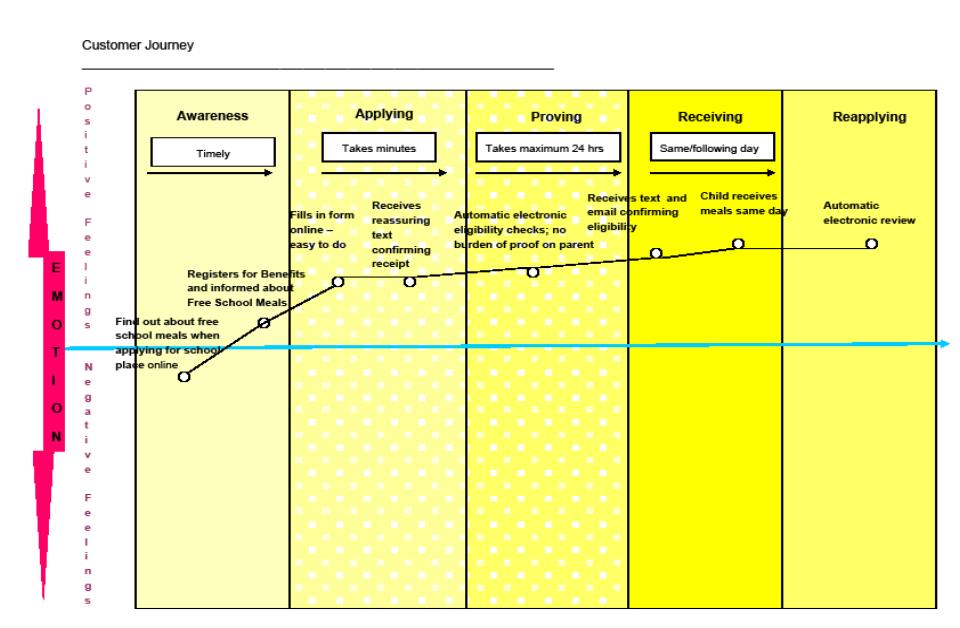 Customer Journey
Positive Feelings
Negative Feelings
EMOTION
Awareness
Timely
Find out about free
school meals when
applying for school
place online
Registers for Benefits
and informed about
Free School Meals
Applying
Takes minutes
Fills in form
online –
easy to do
Receives
reassuring
text
confirming
receipt
Proving
Takes maximum 24 hrs
Automatic electronic
eligibility checks; no
burden of proof on parent
Receiving
Same/following day
Receives text and
email confirming
eligibility
Child receives
meals same day
Reapplying
Automatic
electronic review